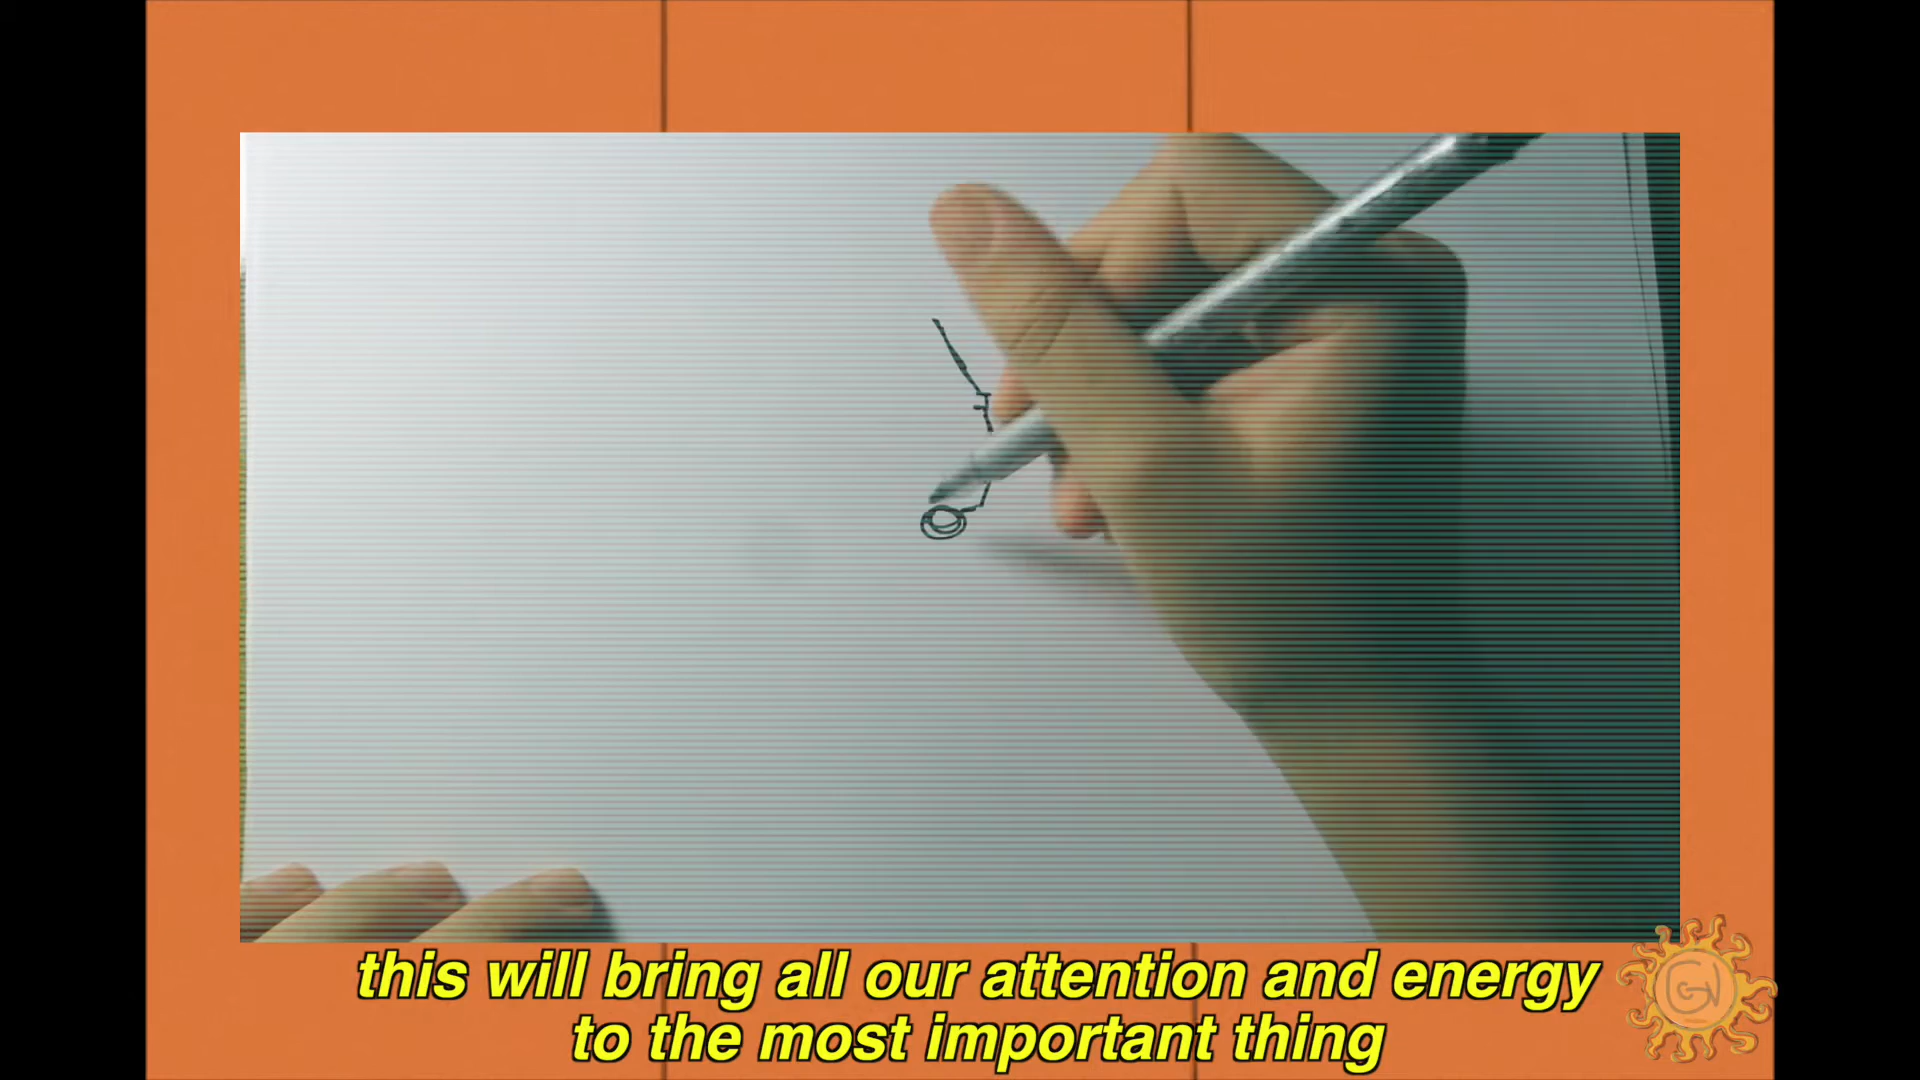 this will bring all our attention and energy
to the most important thing